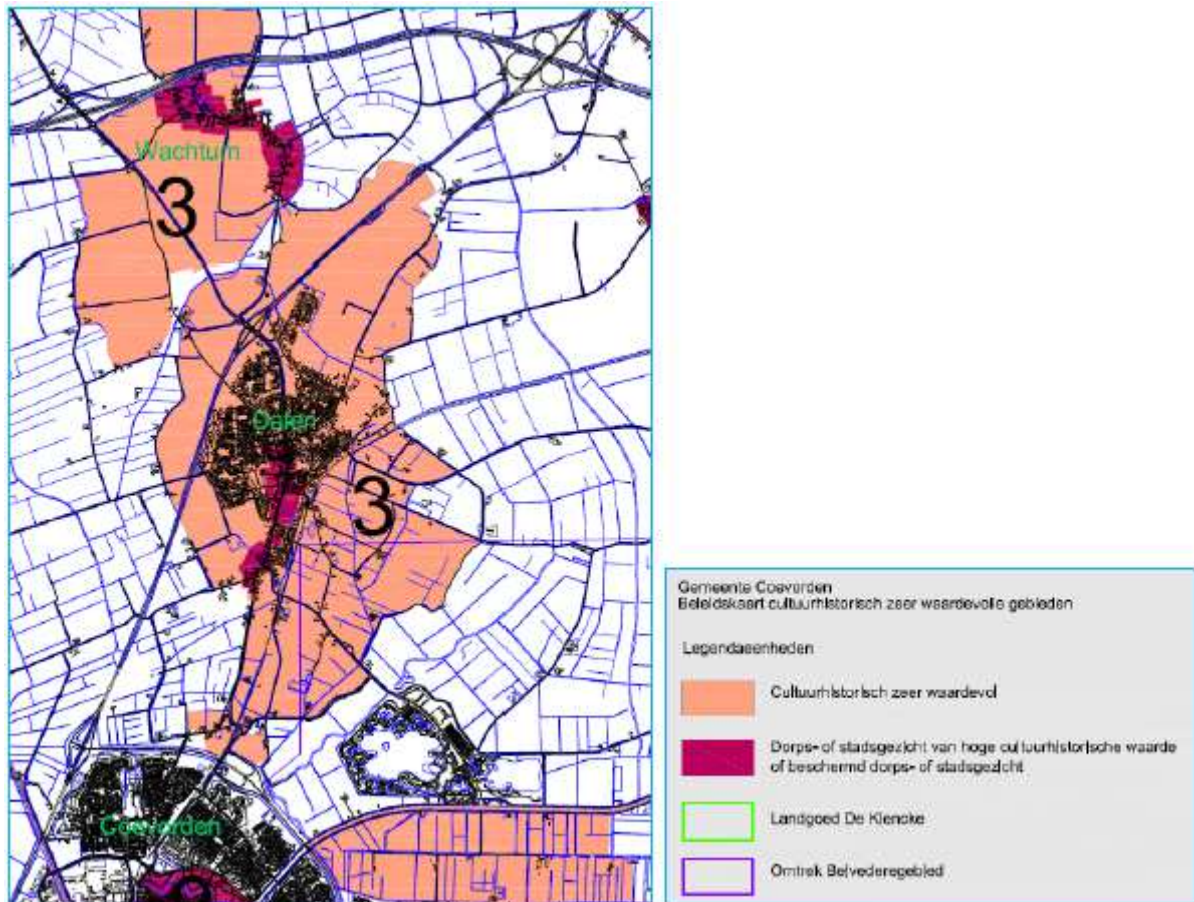 Wachtum
3
Dalen
3
Coevorden
Gemeente Coevorden
Beleidskaart cultuurhistorisch zeer waardevolle gebieden
Legendaeenheden
Cultuurhistorisch zeer waardevol
Dorps- of stadsgezicht van hoge cultuurhistorische waarde
of beschermd dorps- of stadsgezicht
Landgoed De Klencke
Omtrek Belvederegebied